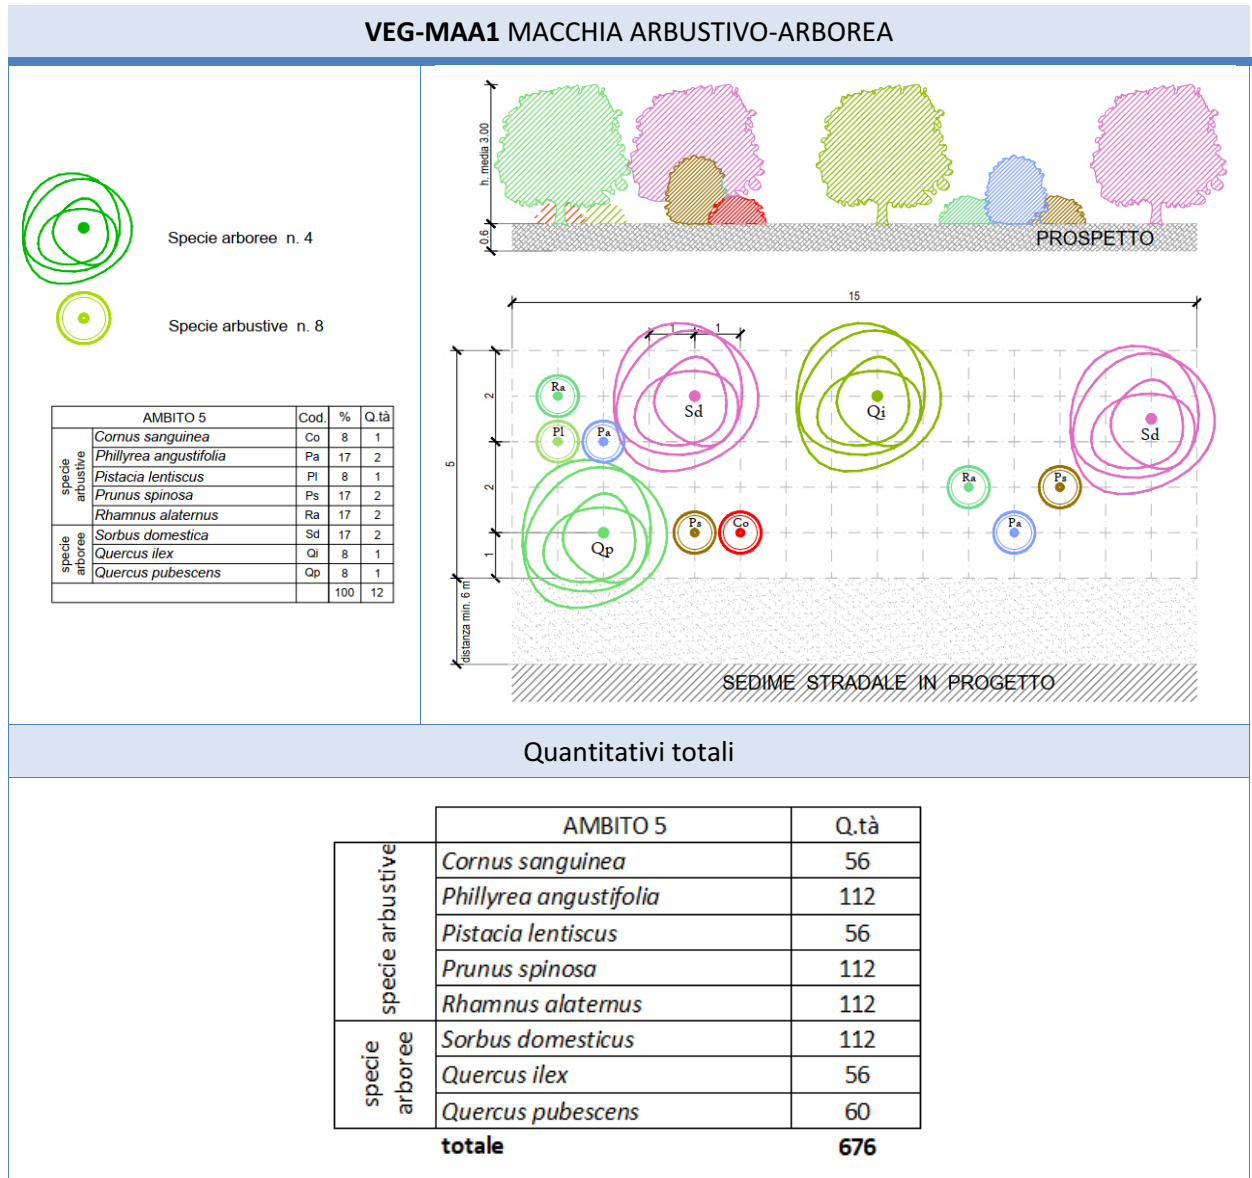 VEG-MAA1 MACCHIA ARBUSTIVO-ARBOREA
Specie arboree n. 4
Specie arbustive n. 8
AMBITO 5 Cod. % Q.tà
specie arbustive
Cornus sanguinea Co 8 1
Phillyrea angustifolia Pa 17 2
Pistacia lentiscus Pl 8 1
Prunus spinosa Ps 17 2
Rhamnus alaternus Ra 17 2
specie arboree
Sorbus domestica Sd 17 2
Quercus ilex Qi 8 1
Quercus pubescens Qp 8 1
100 12
h. media 3.00
0.6
PROSPETTO
15
1 1
5
2
2
1
Ra
Sd
Qi
Sd
Pl Pa
Ra Ps
Qp
Ps Co
Pa
distanza min. 6 m
SEDIME STRADALE IN PROGETTO
Quantitativi totali
AMBITO 5 Q.tà
specie arbustive
Cornus sanguinea 56
Phillyrea angustifolia 112
Pistacia lentiscus 56
Prunus spinosa 112
Rhamnus alaternus 112
specie arboree
Sorbus domesticus 112
Quercus ilex 56
Quercus pubescens 60
totale 676